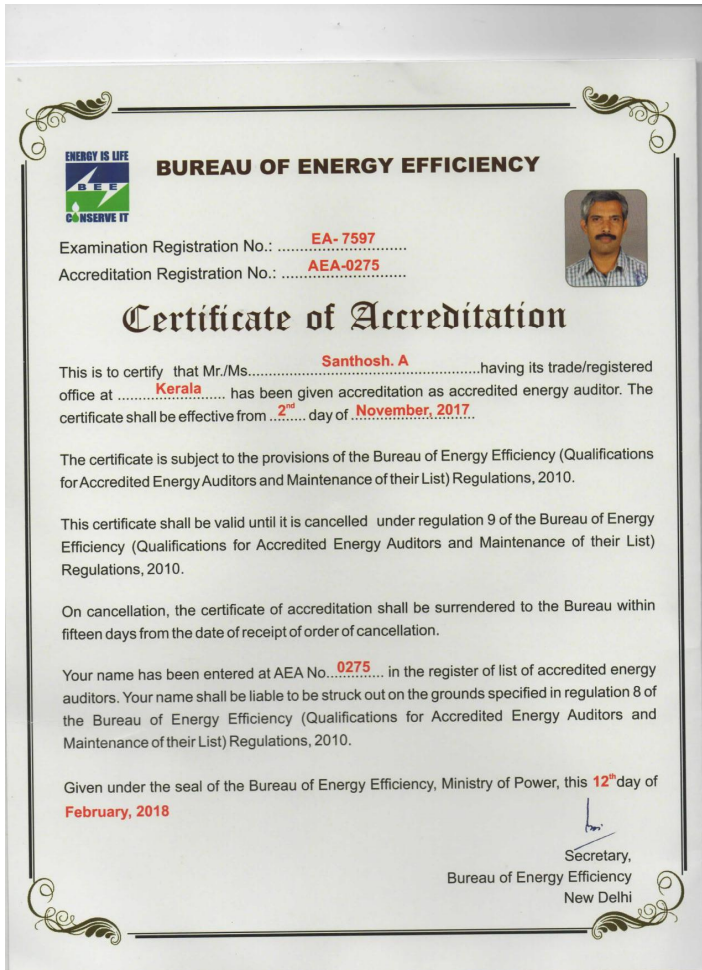 ENERGY IS LIFE
BEE
CONSERVE IT
BUREAU OF ENERGY EFFICIENCY
Examination Registration No.: ...EA- 7597...
Accreditation Registration No.: ...AEA-0275...
Certificate of Accreditation
This is to certify that Mr./Ms...Santhosh. A...having its trade/registered
office at ...Kerala... has been given accreditation as accredited energy auditor. The
certificate shall be effective from ..2nd.. day of .November, 2017
The certificate is subject to the provisions of the Bureau of Energy Efficiency (Qualifications
for Accredited Energy Auditors and Maintenance of their List) Regulations, 2010.
This certificate shall be valid until it is cancelled under regulation 9 of the Bureau of Energy
Efficiency (Qualifications for Accredited Energy Auditors and Maintenance of their List)
Regulations, 2010.
On cancellation, the certificate of accreditation shall be surrendered to the Bureau within
fifteen days from the date of receipt of order of cancellation.
Your name has been entered at AEA No...0275... in the register of list of accredited energy
auditors. Your name shall be liable to be struck out on the grounds specified in regulation 8 of
the Bureau of Energy Efficiency (Qualifications for Accredited Energy Auditors and
Maintenance of their List) Regulations, 2010.
Given under the seal of the Bureau of Energy Efficiency, Ministry of Power, this 12th day of
February, 2018
Secretary,
Bureau of Energy Efficiency
New Delhi